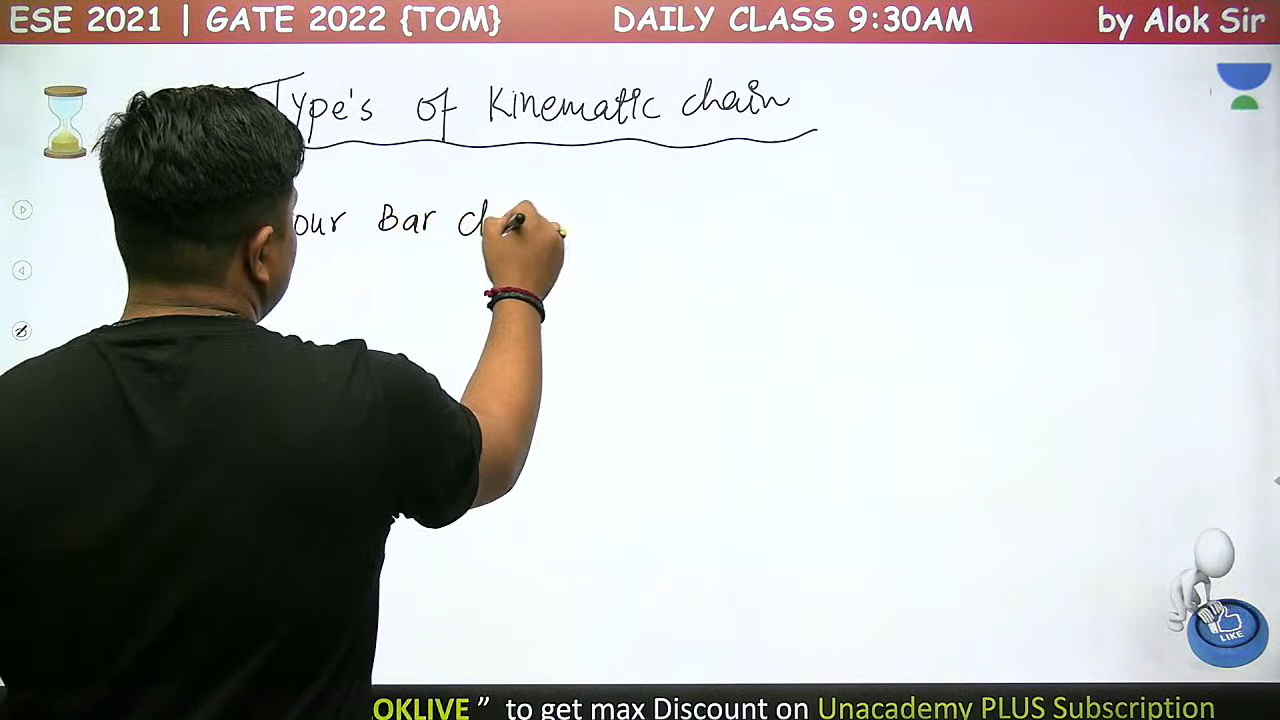 ESE 2021 | GATE 2022 {TOM} DAILY CLASS 9:30AM by Alok Sir
Type's of Kinematic chain
our Bar
LIKE
OKLIVE ” to get max Discount on Unacademy PLUS Subscription